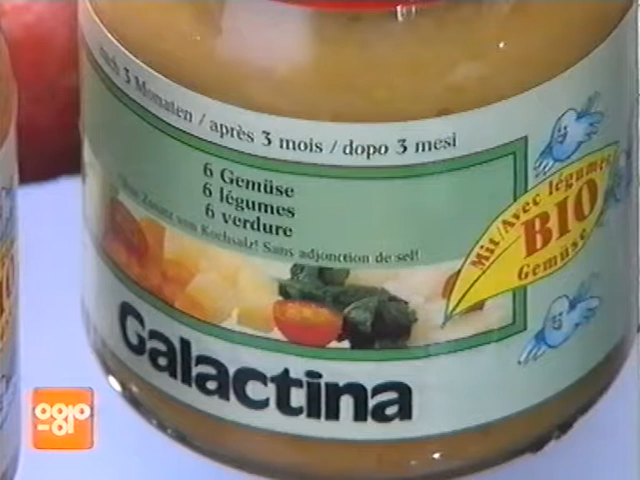 nach 3 Monaten / après 3 mois / dopo 3 mesi
6 Gemüse
6 légumes
6 verdure
Ohne Zusatz von Kochsalz! Sans adjonction de sel!
Mit/Avec légumes
BIO
Gemüse
Galactina